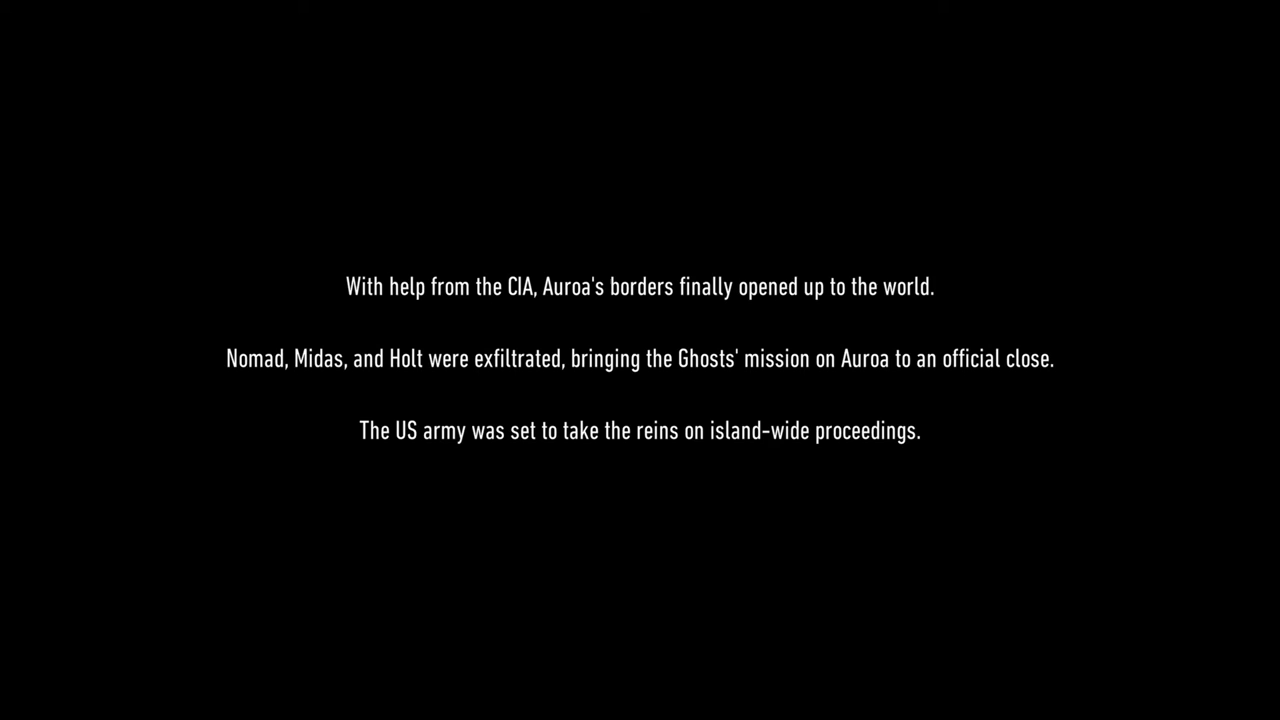 With help from the CIA, Auroa's borders finally opened up to the world.
Nomad, Midas, and Holt were exfiltrated, bringing the Ghosts' mission on Auroa to an official close.
The US army was set to take the reins on island-wide proceedings.